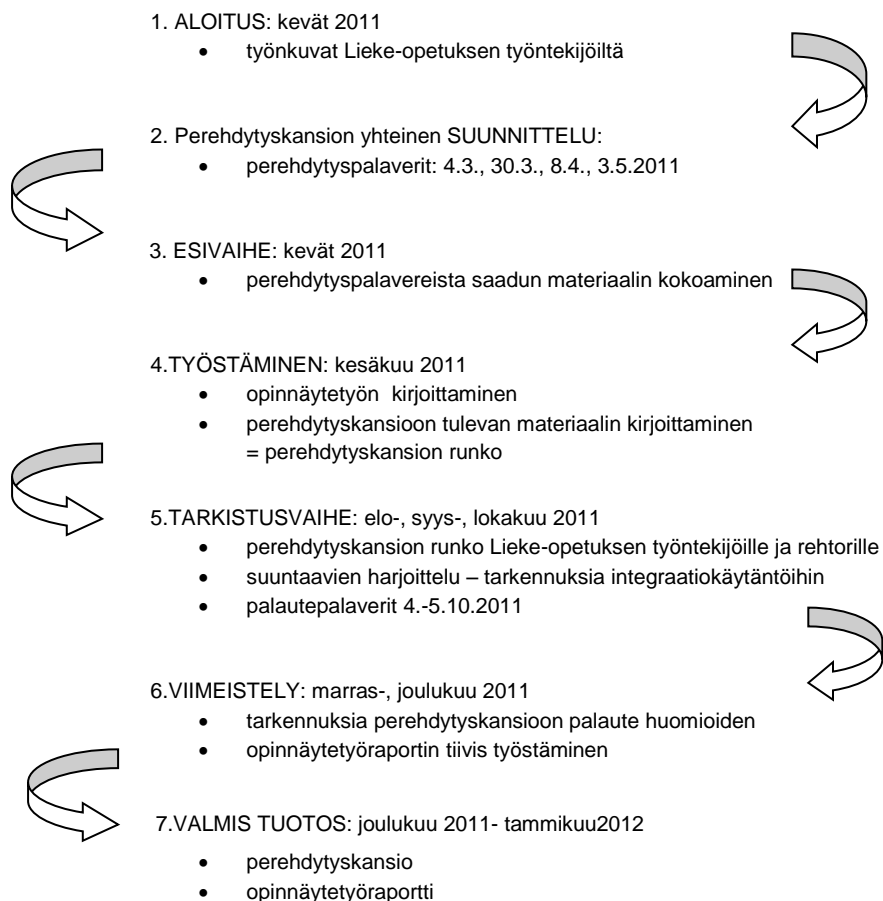 1. ALOITUS: kevät 2011
• työnkuvat Lieke-opetuksen työntekijöiltä
2. Perehdytyskansion yhteinen SUUNNITTELU:
• perehdytyspalaverit: 4.3., 30.3., 8.4., 3.5.2011
3. ESIVAIHE: kevät 2011
• perehdytyspalavereista saadun materiaalin kokoaminen
4.TYÖSTÄMINEN: kesäkuu 2011
• opinnäytetyön kirjoittaminen
• perehdytyskansioon tulevan materiaalin kirjoittaminen
= perehdytyskansion runko
5.TARKISTUSVAIHE: elo-, syys-, lokakuu 2011
• perehdytyskansion runko Lieke-opetuksen työntekijöille ja rehtorille
• suuntaavien harjoittelu – tarkennuksia integraatiokäytäntöihin
• palautepalaverit 4.-5.10.2011
6.VIIMEISTELY: marras-, joulukuu 2011
• tarkennuksia perehdytyskansioon palaute huomioiden
• opinnäytetyöraportin tiivis työstäminen
7.VALMIS TUOTOS: joulukuu 2011- tammikuu2012
• perehdytyskansio
• opinnäytetyöraportti